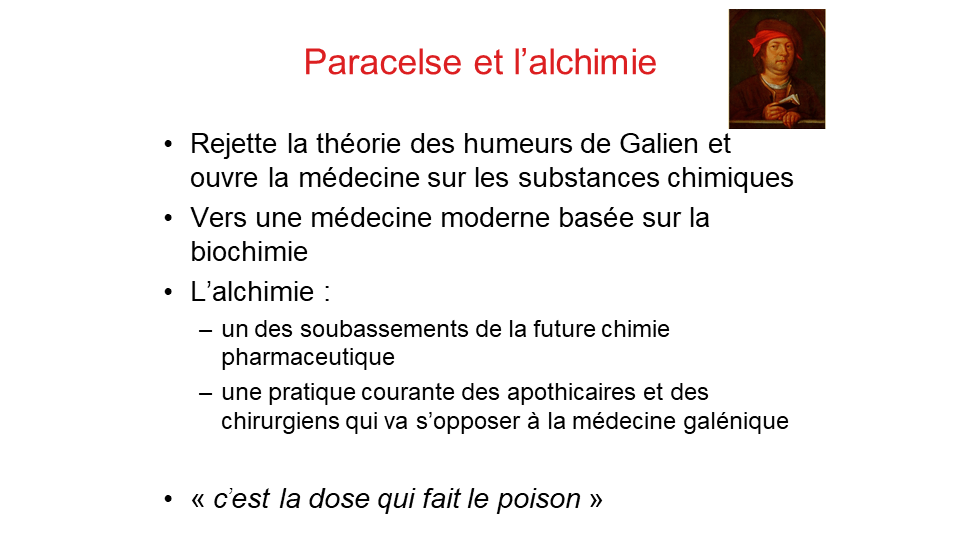 Paracelse et l’alchimie
• Rejette la théorie des humeurs de Galien et
ouvre la médecine sur les substances chimiques
• Vers une médecine moderne basée sur la
biochimie
• L’alchimie :
– un des soubassements de la future chimie
pharmaceutique
– une pratique courante des apothicaires et des
chirurgiens qui va s’opposer à la médecine galénique
• « c’est la dose qui fait le poison »